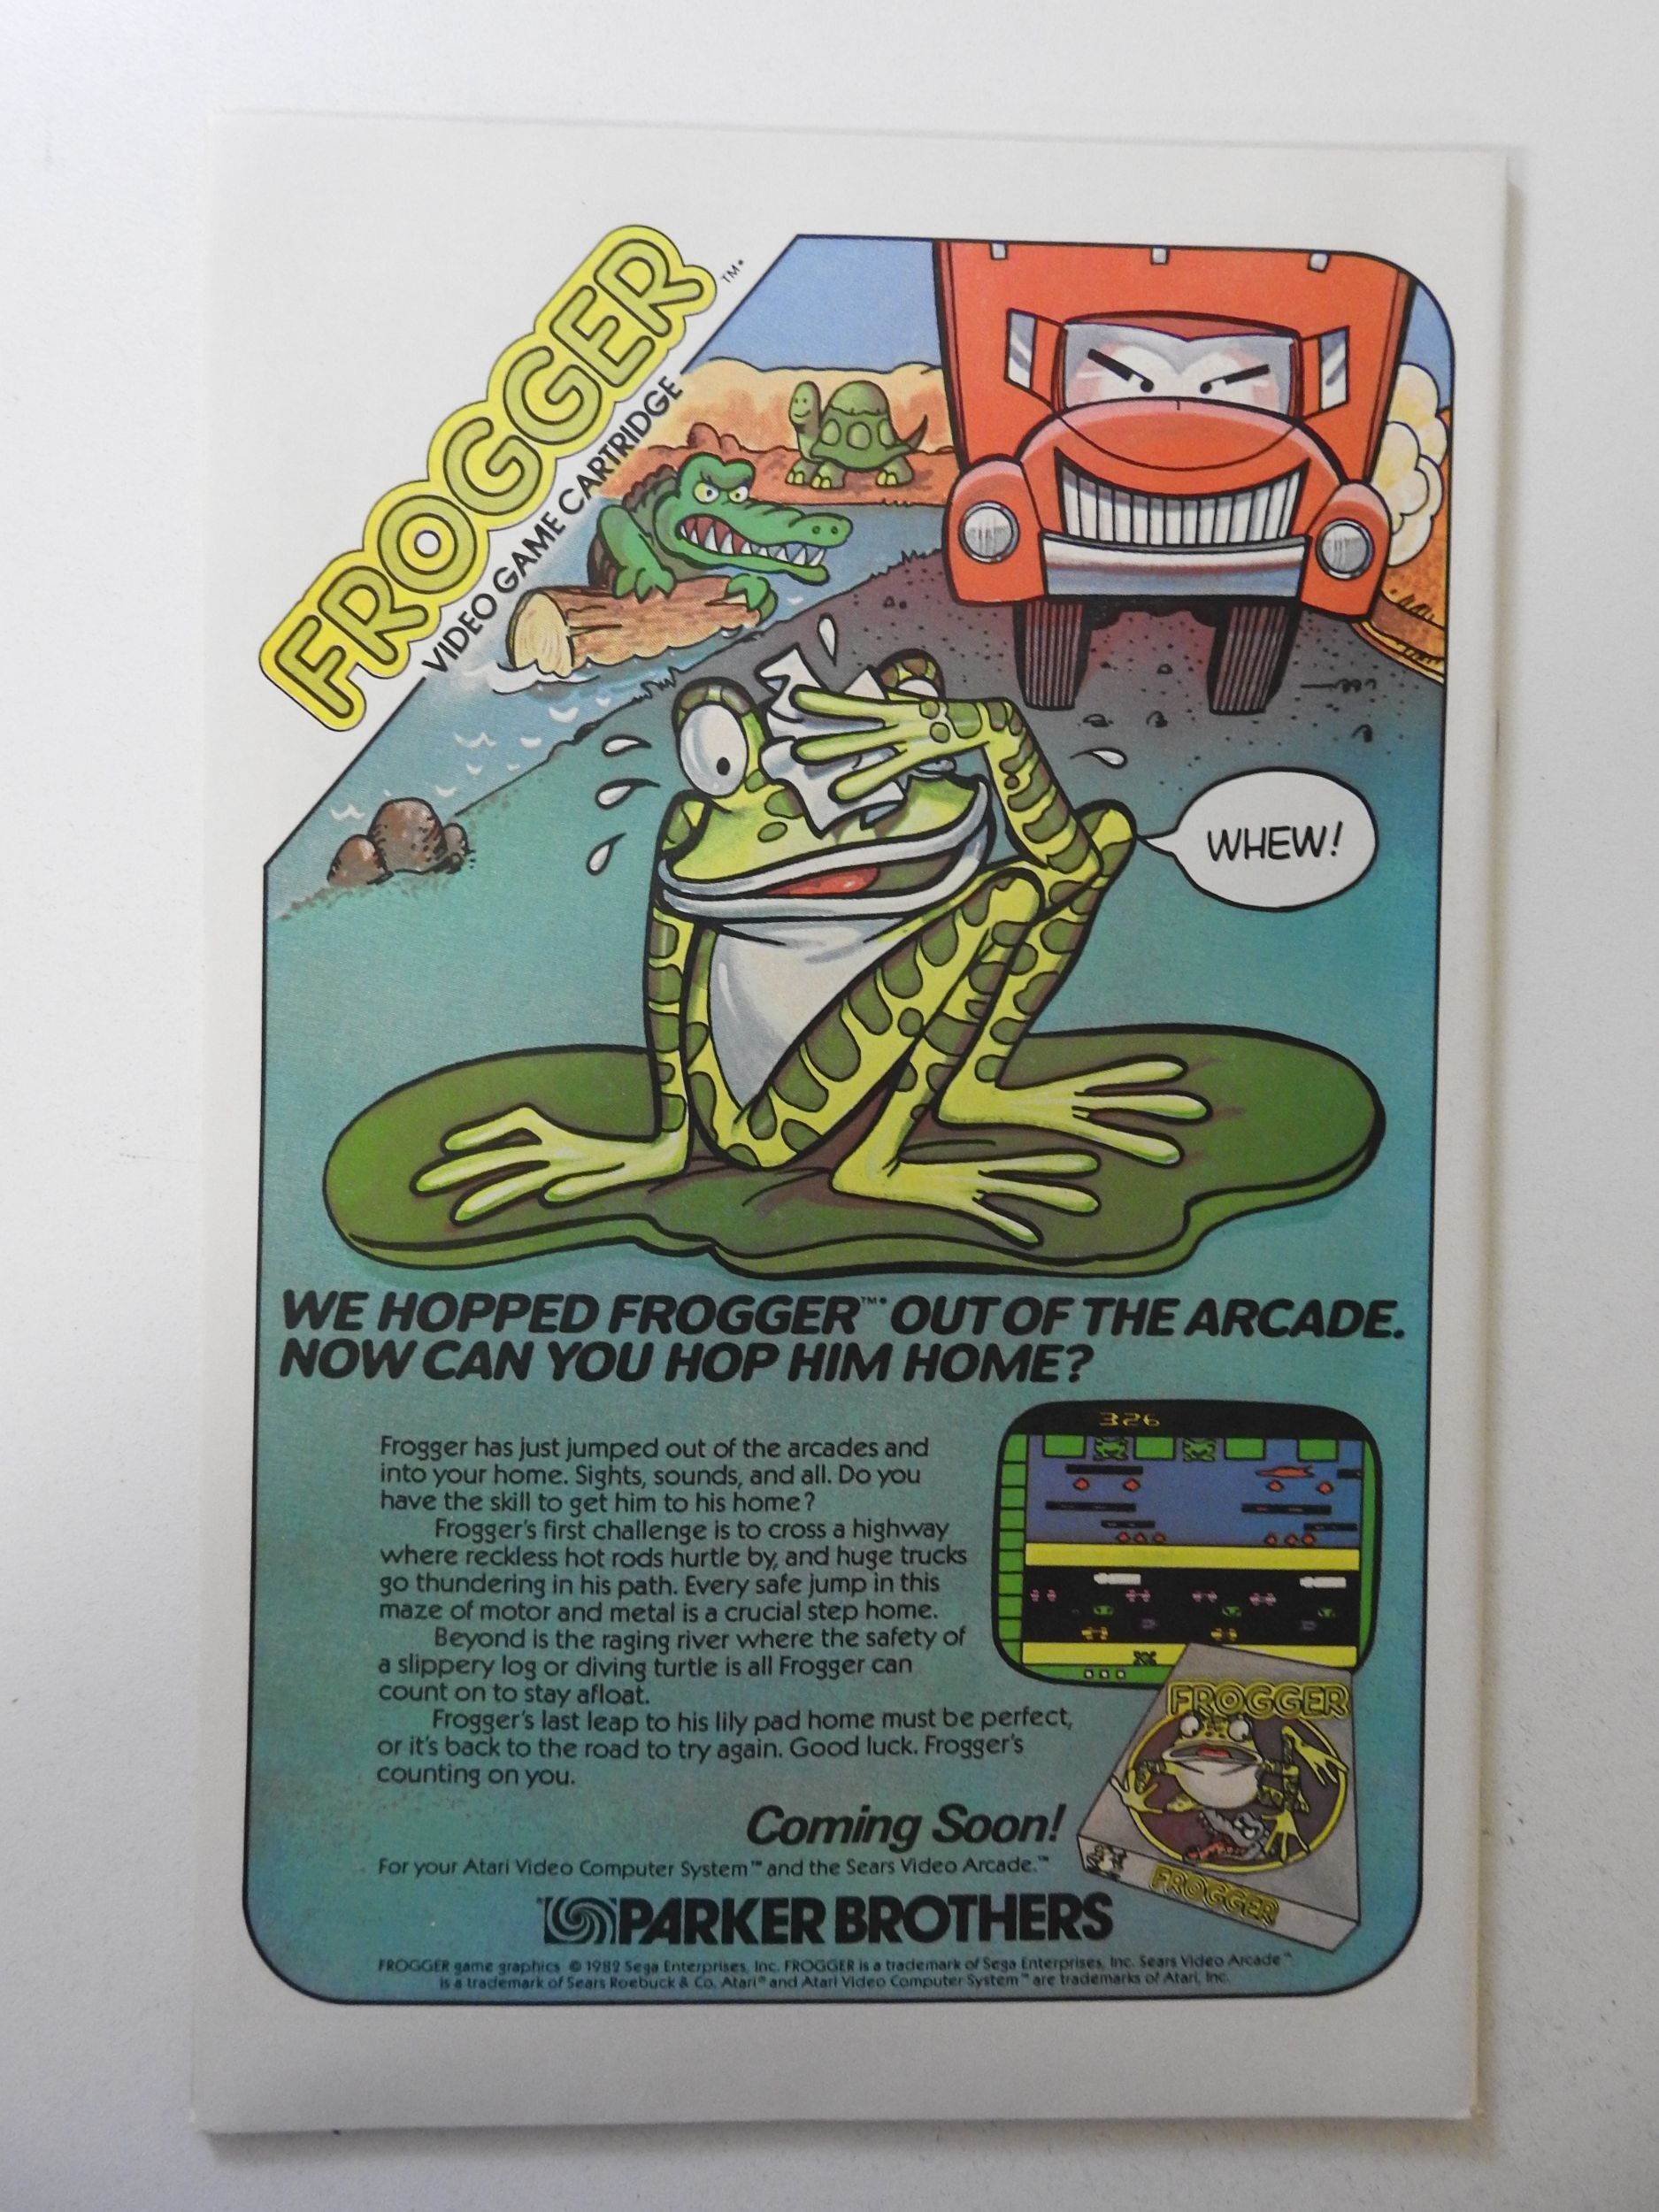 FROGGER™*
VIDEO GAME CARTRIDGE
WHEW!
WE HOPPED FROGGER™* OUT OF THE ARCADE.
NOW CAN YOU HOP HIM HOME?
326
Frogger has just jumped out of the arcades and
into your home. Sights, sounds, and all. Do you
have the skill to get him to his home?
Frogger's first challenge is to cross a highway
where reckless hot rods hurtle by, and huge trucks
go thundering in his path. Every safe jump in this
maze of motor and metal is a crucial step home.
Beyond is the raging river where the safety of
a slippery log or diving turtle is all Frogger can
count on to stay afloat.
Frogger's last leap to his lily pad home must be perfect,
or it's back to the road to try again. Good luck. Frogger's
counting on you.
FROGGER
FROGGER
Coming Soon!
For your Atari Video Computer System™ and the Sears Video Arcade.™
PARKER BROTHERS
FROGGER game graphics © 1982 Sega Enterprises, Inc. FROGGER is a trademark of Sega Enterprises, Inc. Sears Video Arcade™
is a trademark of Sears Roebuck & Co. Atari® and Atari Video Computer System™ are trademarks of Atari, Inc.